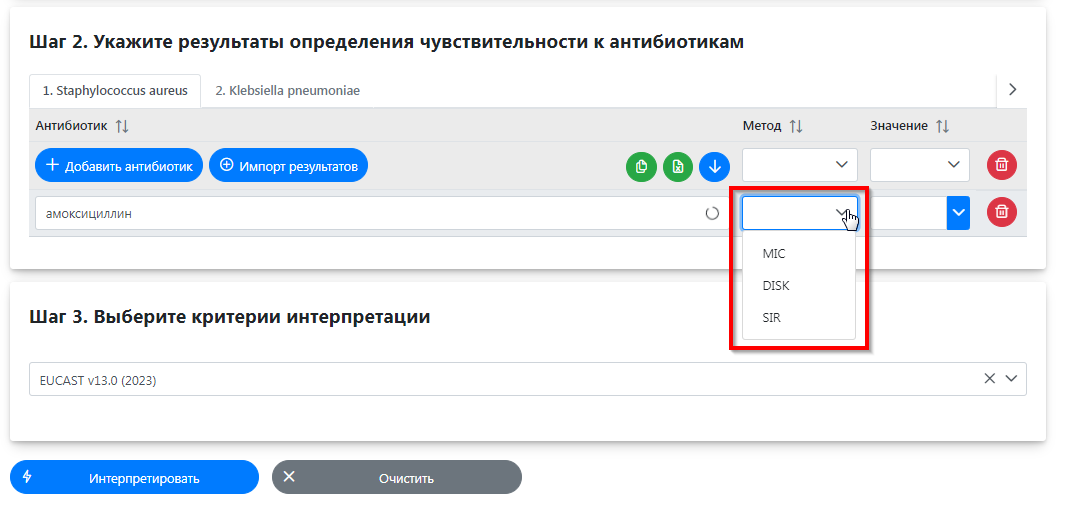 Шаг 2. Укажите результаты определения чувствительности к антибиотикам
1. Staphylococcus aureus 2. Klebsiella pneumoniae
Антибиотик Метод Значение
Добавить антибиотик Импорт результатов
амоксициллин
MIC
DISK
SIR
Шаг 3. Выберите критерии интерпретации
EUCAST v13.0 (2023)
Интерпретировать Очистить